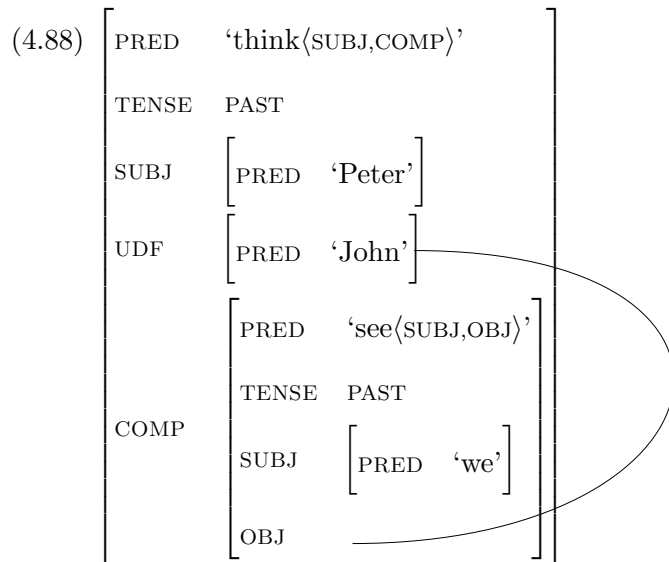 (4.88) PRED ‘think⟨SUBJ,COMP⟩’
TENSE PAST
SUBJ PRED ‘Peter’
UDF PRED ‘John’
PRED ‘see⟨SUBJ,OBJ⟩’
TENSE PAST
COMP
SUBJ PRED ‘we’
OBJ